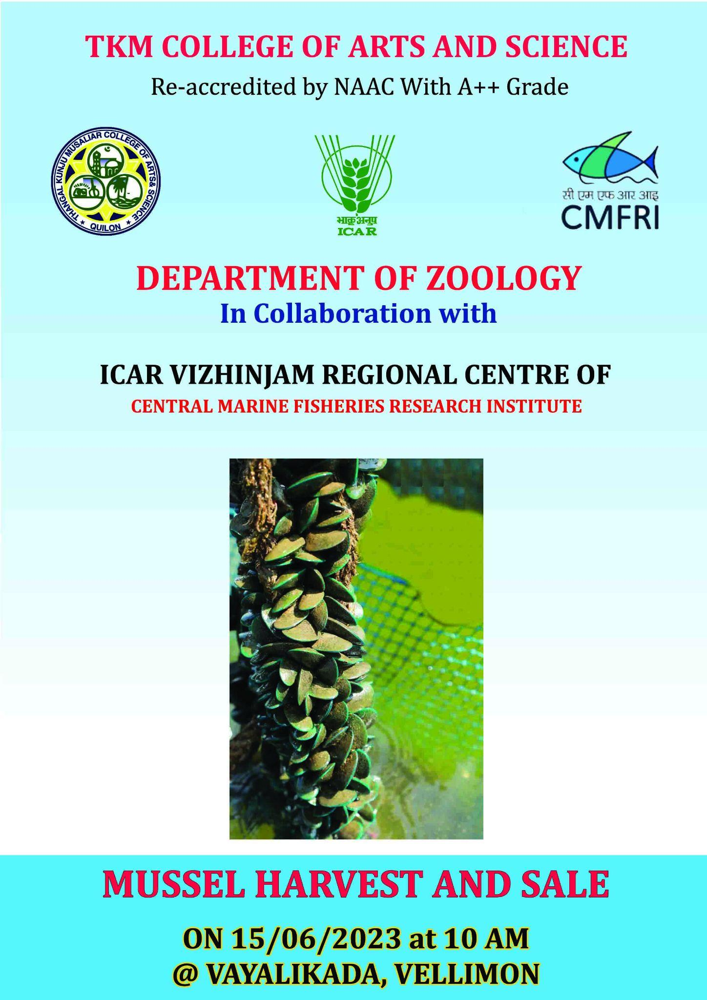 TKM COLLEGE OF ARTS AND SCIENCE
Re-accredited by NAAC With A++ Grade
THANGAL KUNJU MUSALIAR COLLEGE OF ARTS& SCIENCE
★ QUILON ★
भाकृअनुप
ICAR
सी एम एफ आर आइ
CMFRI
DEPARTMENT OF ZOOLOGY
In Collaboration with
ICAR VIZHINJAM REGIONAL CENTRE OF
CENTRAL MARINE FISHERIES RESEARCH INSTITUTE
MUSSEL HARVEST AND SALE
ON 15/06/2023 at 10 AM
@ VAYALIKADA, VELLIMON